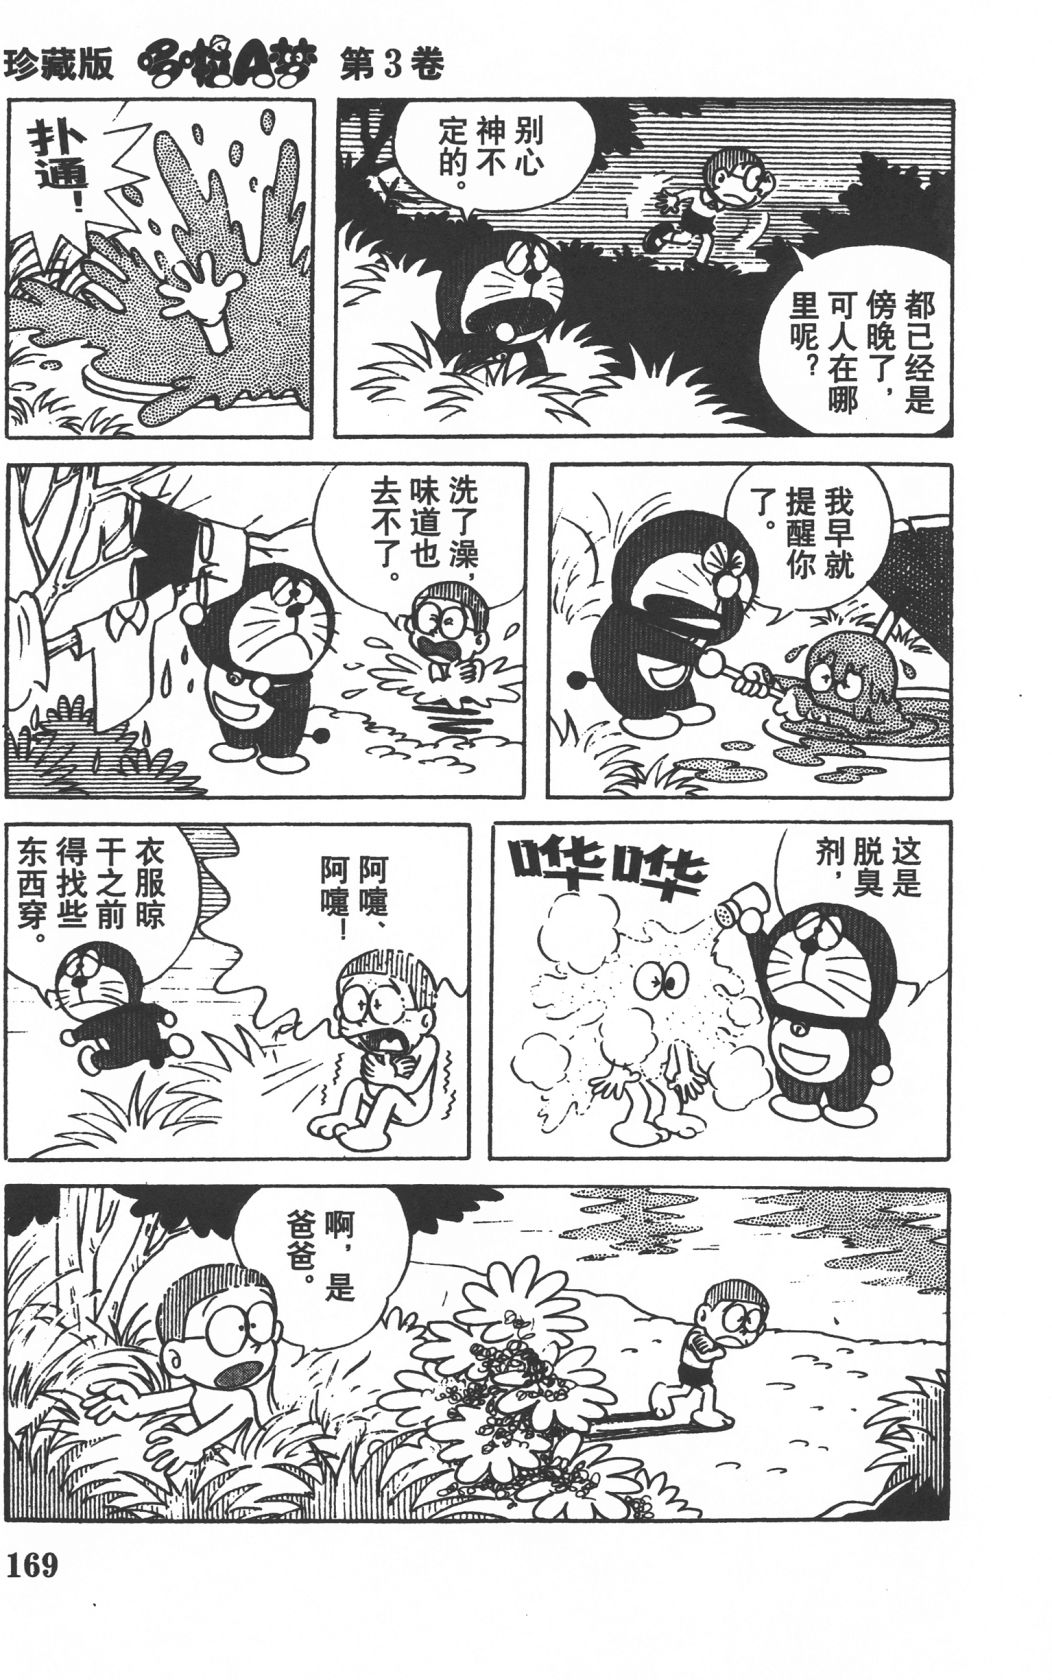 珍藏版 哆啦A梦 第3卷
都已经是
傍晚了，
可人在哪
里呢？
别心
神不
定的。
扑通！
我早就
提醒你
了。
洗了澡，
味道也
去不了。
这是
脱臭
剂，
哗哗
阿嚏、
阿嚏！
衣服晾
干之前
得找些
东西穿。
啊，是
爸爸。
169